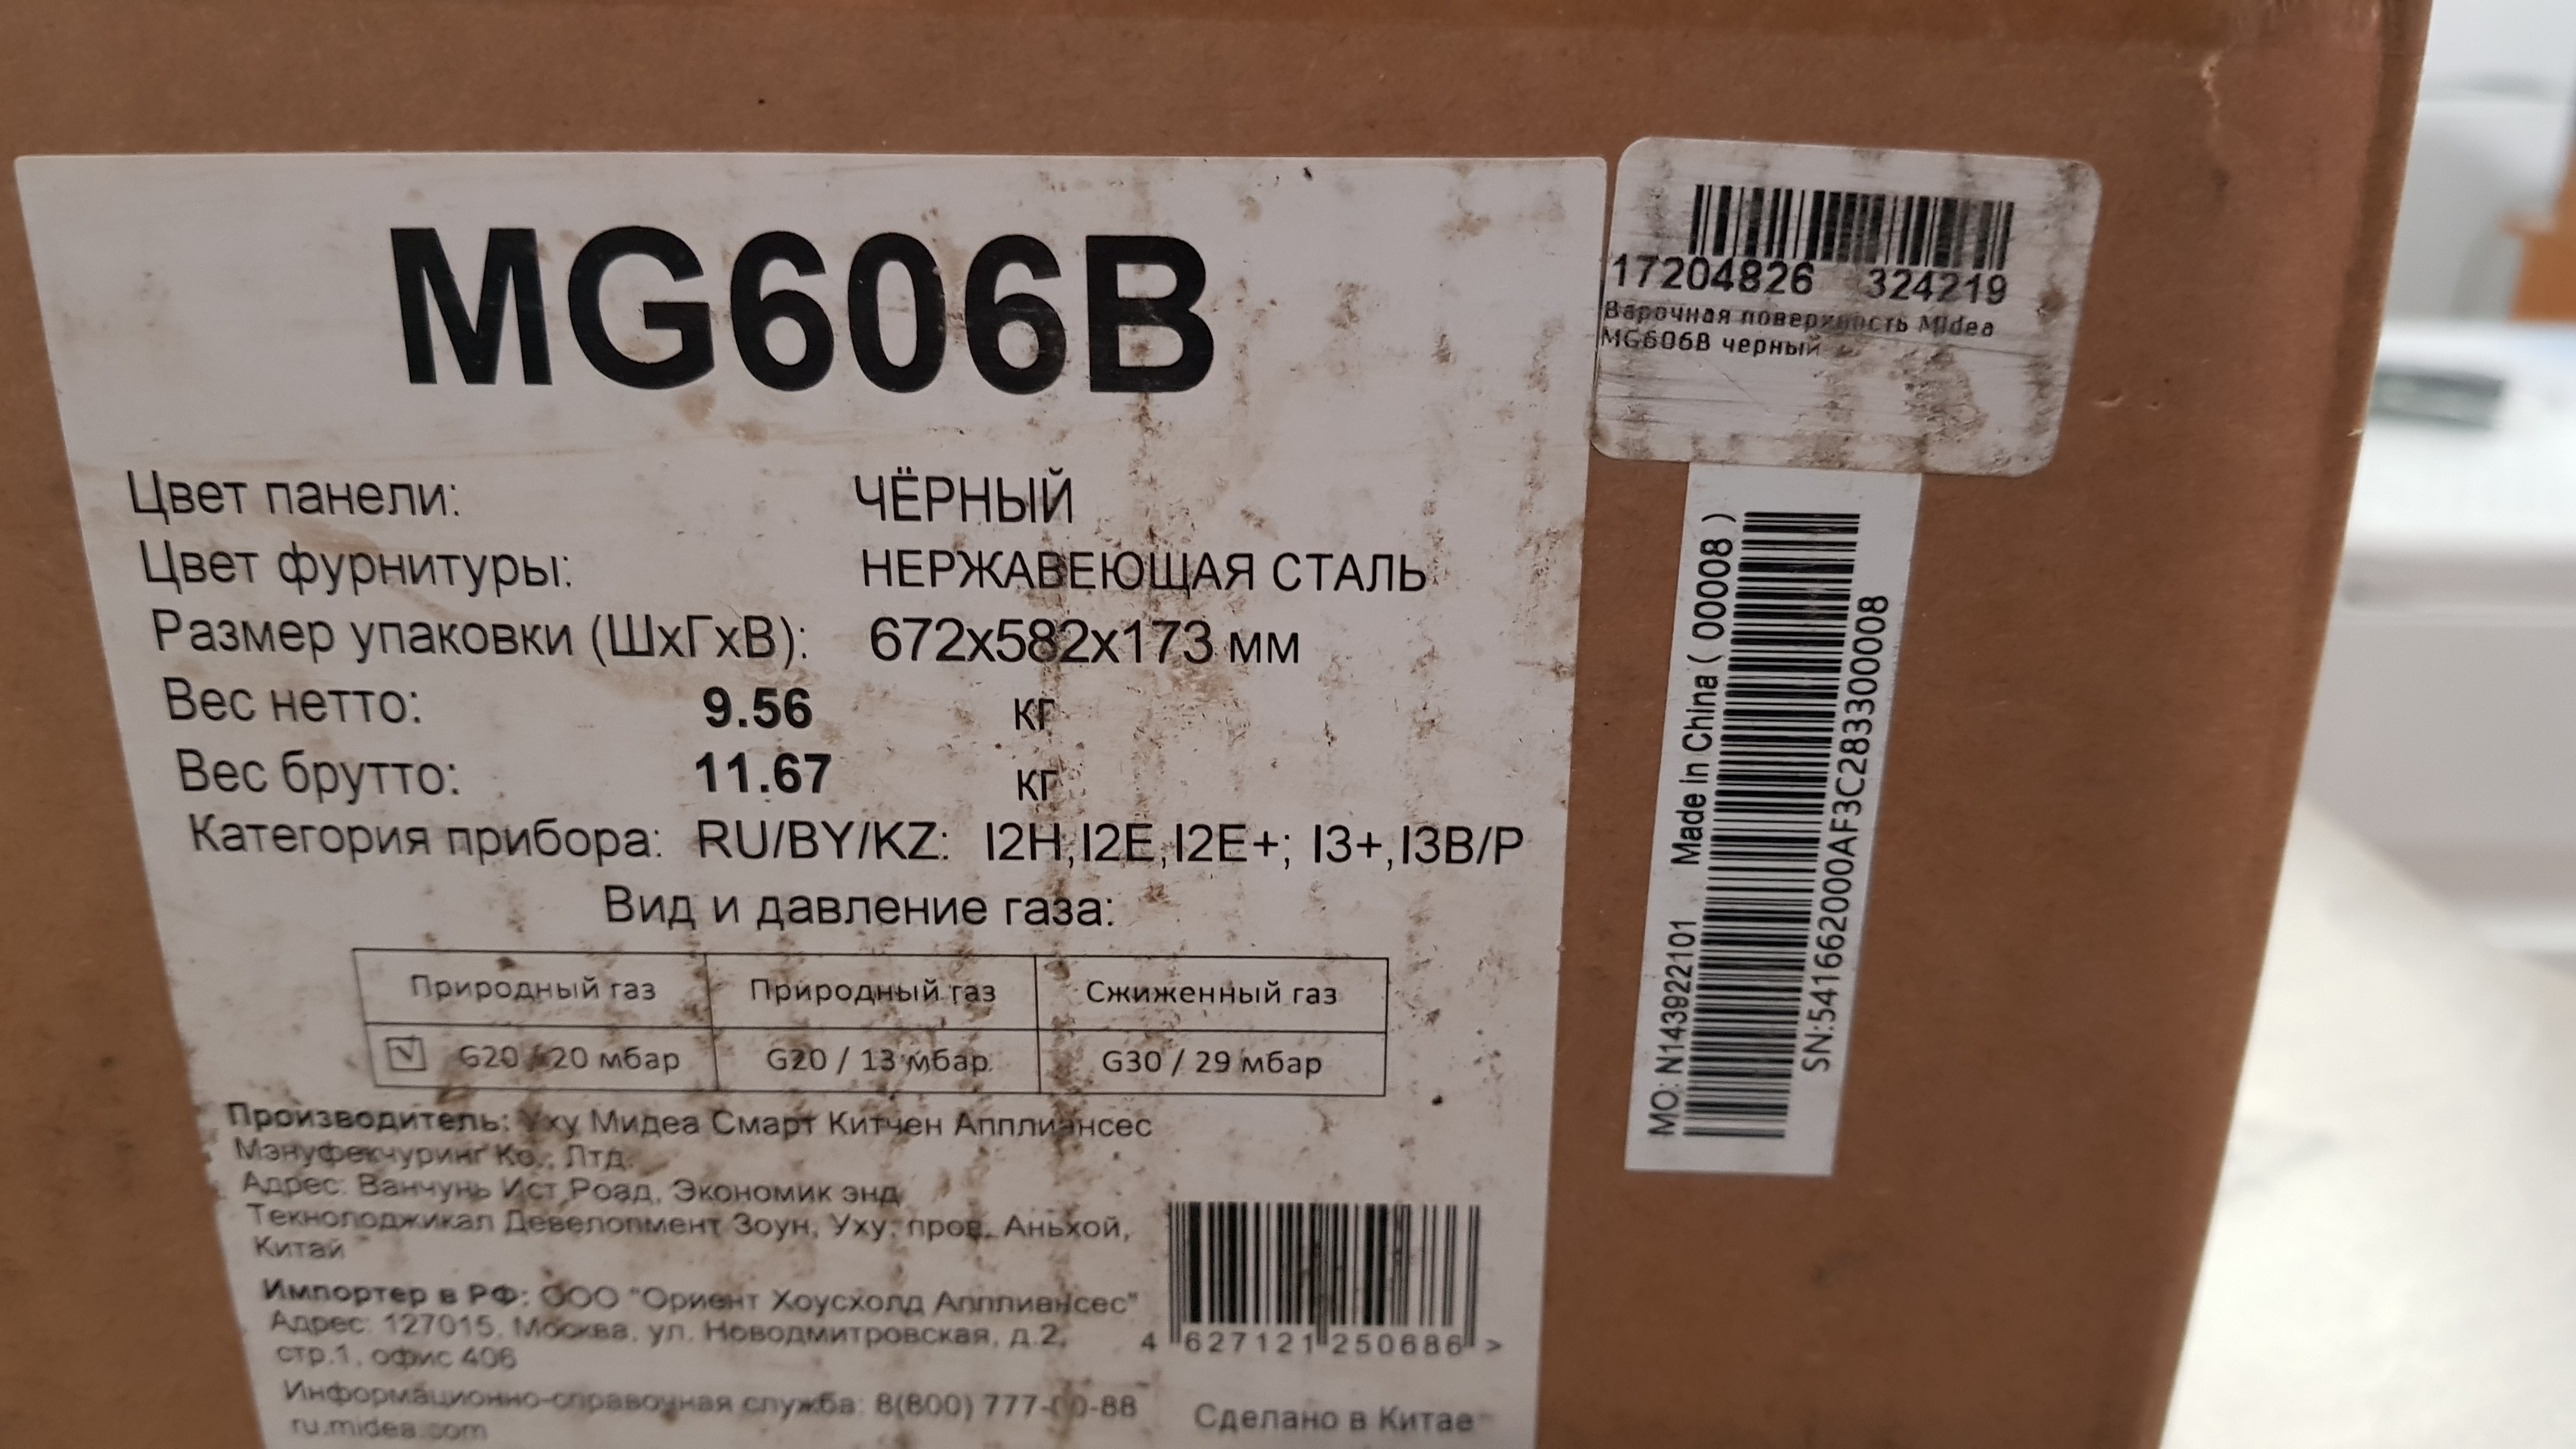 MG606B
Цвет панели: ЧЁРНЫЙ
Цвет фурнитуры: НЕРЖАВЕЮЩАЯ СТАЛЬ
Размер упаковки (ШхГхВ): 672x582x173 мм
Вес нетто: 9.56 кг
Вес брутто: 11.67 кг
Категория прибора: RU/BY/KZ: I2H,I2E,I2E+; I3+,I3B/P
Вид и давление газа:
Природный газ Природный газ Сжиженный газ
G20 / 20 мбар G20 / 13 мбар G30 / 29 мбар
Производитель: Уху Мидеа Смарт Китчен Апплиансес
Мэнуфекчуринг Ко., Лтд.
Адрес: Ванчунь Ист Роад, Экономик энд
Текнолоджикал Девелопмент Зоун, Уху, пров. Аньхой,
Китай
Импортер в РФ: ООО "Ориент Хоусхолд Апплиансес"
Адрес: 127015, Москва, ул. Новодмитровская, д.2,
стр.1, офис 406
Информационно-справочная служба: 8(800) 777-00-88
ru.midea.com
4 627121 250686 >
Сделано в Китае
17204826 324219
Варочная поверхность Midea
MG606B черный
MO: N143922101 Made in China ( 00008 )
SN:541662000AF3C283300008